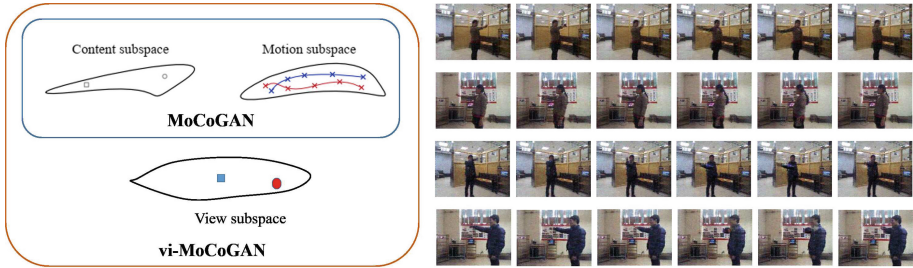 Content subspace
Motion subspace
MoCoGAN
View subspace
vi-MoCoGAN